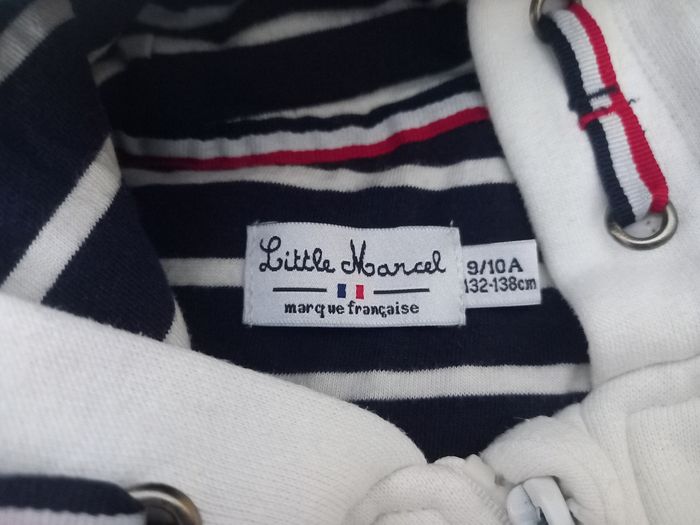 Little Marcel
marque française
9/10A
132-138cm